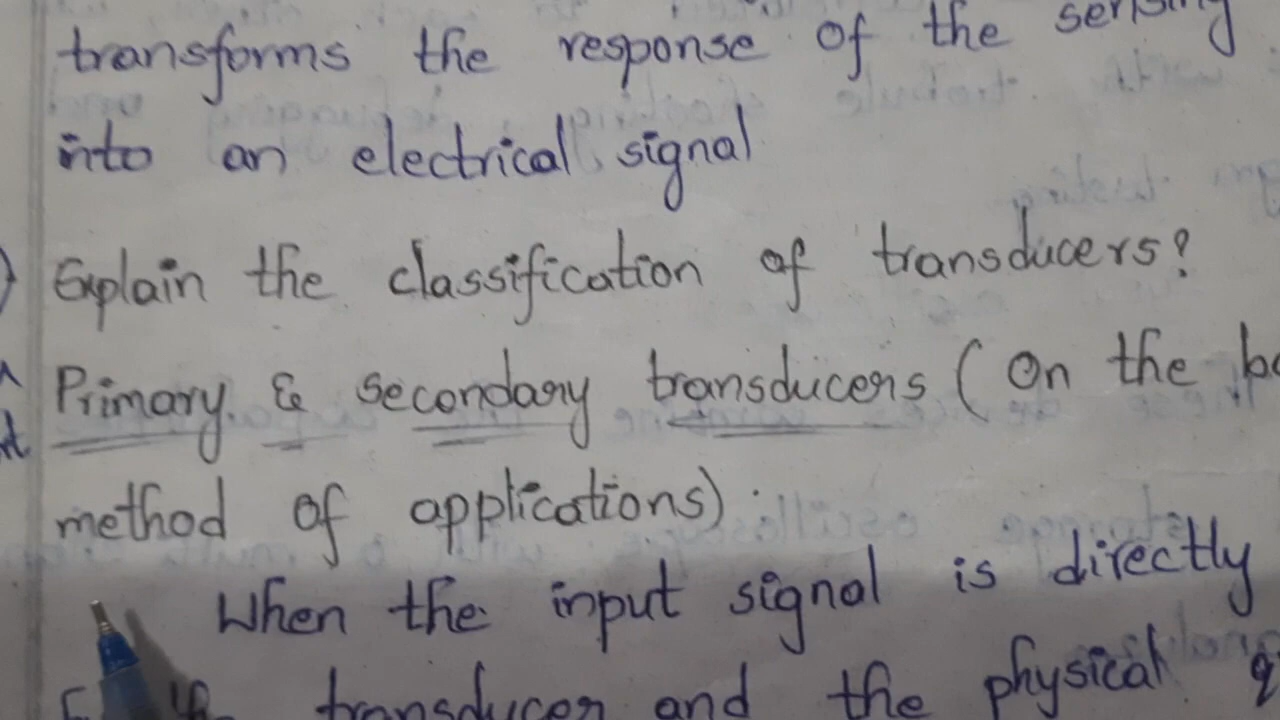 transforms the response of the sensing
into an electrical signal
) Explain the classification of transducers?
Primary & secondary transducers ( On the
method of applications)
When the input signal is directly
transducer and the physical